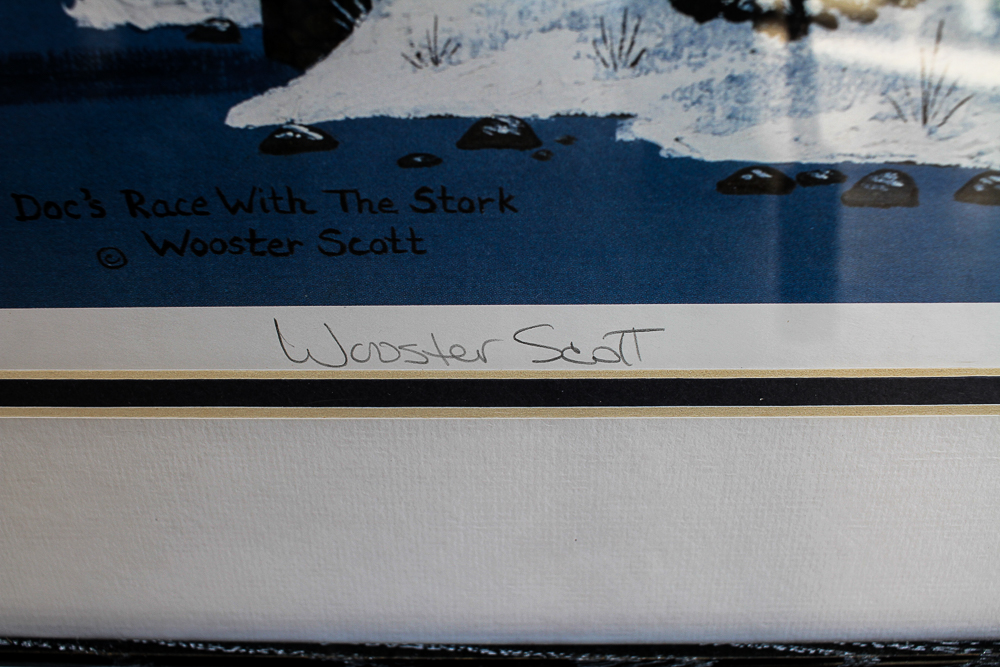 Doc's Race With The Stork
© Wooster Scott
Wooster Scott